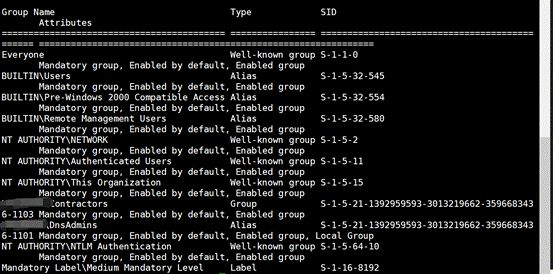 Group Name Type SID
Attributes
========================================== ================= ============================================
====== ===============================================================
Everyone Well-known group S-1-1-0
Mandatory group, Enabled by default, Enabled group
BUILTIN\Users Alias S-1-5-32-545
Mandatory group, Enabled by default, Enabled group
BUILTIN\Pre-Windows 2000 Compatible Access Alias S-1-5-32-554
Mandatory group, Enabled by default, Enabled group
BUILTIN\Remote Management Users Alias S-1-5-32-580
Mandatory group, Enabled by default, Enabled group
NT AUTHORITY\NETWORK Well-known group S-1-5-2
Mandatory group, Enabled by default, Enabled group
NT AUTHORITY\Authenticated Users Well-known group S-1-5-11
Mandatory group, Enabled by default, Enabled group
NT AUTHORITY\This Organization Well-known group S-1-5-15
Mandatory group, Enabled by default, Enabled group
Contractors Group S-1-5-21-1392959593-3013219662-359668343
6-1103 Mandatory group, Enabled by default, Enabled group
\DnsAdmins Alias S-1-5-21-1392959593-3013219662-359668343
6-1101 Mandatory group, Enabled by default, Enabled group, Local Group
NT AUTHORITY\NTLM Authentication Well-known group S-1-5-64-10
Mandatory group, Enabled by default, Enabled group
Mandatory Label\Medium Mandatory Level Label S-1-16-8192